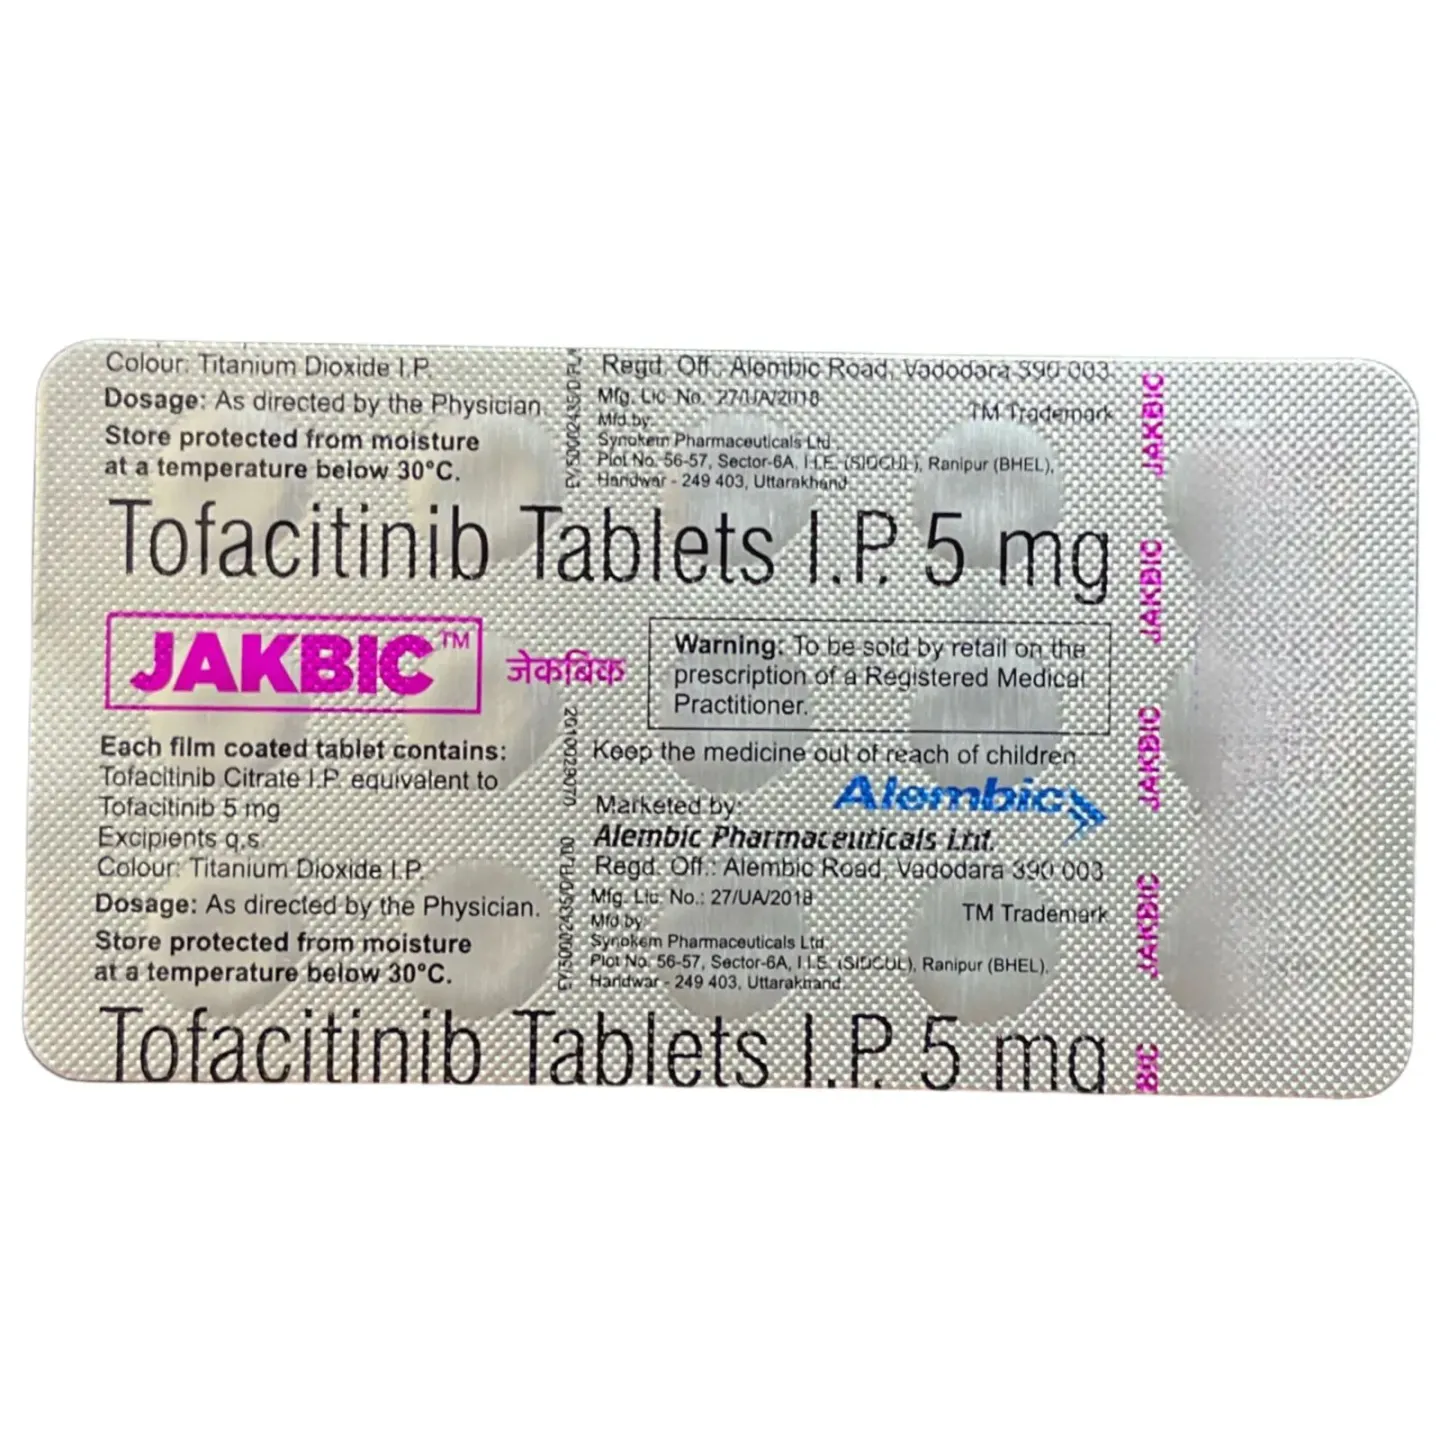 Colour: Titanium Dioxide I.P.
Dosage: As directed by the Physician.
Store protected from moisture
at a temperature below 30°C.
Regd. Off.: Alembic Road, Vadodara 390 003.
Mfg. Lic. No.: 27/UA/2018
TM Trademark
Mfd by:
Synokem Pharmaceuticals Ltd.,
Plot No. 56-57, Sector-6A, I.I.E. (SIDCUL), Ranipur (BHEL),
Haridwar - 249 403, Uttarakhand.
Tofacitinib Tablets I.P. 5 mg
JAKBIC™
जेकबिक
Warning: To be sold by retail on the
prescription of a Registered Medical
Practitioner.
Each film coated tablet contains:
Tofacitinib Citrate I.P. equivalent to
Tofacitinib 5 mg
Excipients q.s.
Colour: Titanium Dioxide I.P.
Dosage: As directed by the Physician.
Store protected from moisture
at a temperature below 30°C.
2010029070
Keep the medicine out of reach of children.
Alembic
Marketed by:
Alembic Pharmaceuticals Ltd.
Regd. Off.: Alembic Road, Vadodara 390 003.
Mfg. Lic. No.: 27/UA/2018
TM Trademark
Mfd by:
Synokem Pharmaceuticals Ltd.,
Plot No. 56-57, Sector-6A, I.I.E. (SIDCUL), Ranipur (BHEL),
Haridwar - 249 403, Uttarakhand.
Tofacitinib Tablets I.P. 5 mg
JAKBIC
JAKBIC
JAKBIC
JAKBIC
BIC